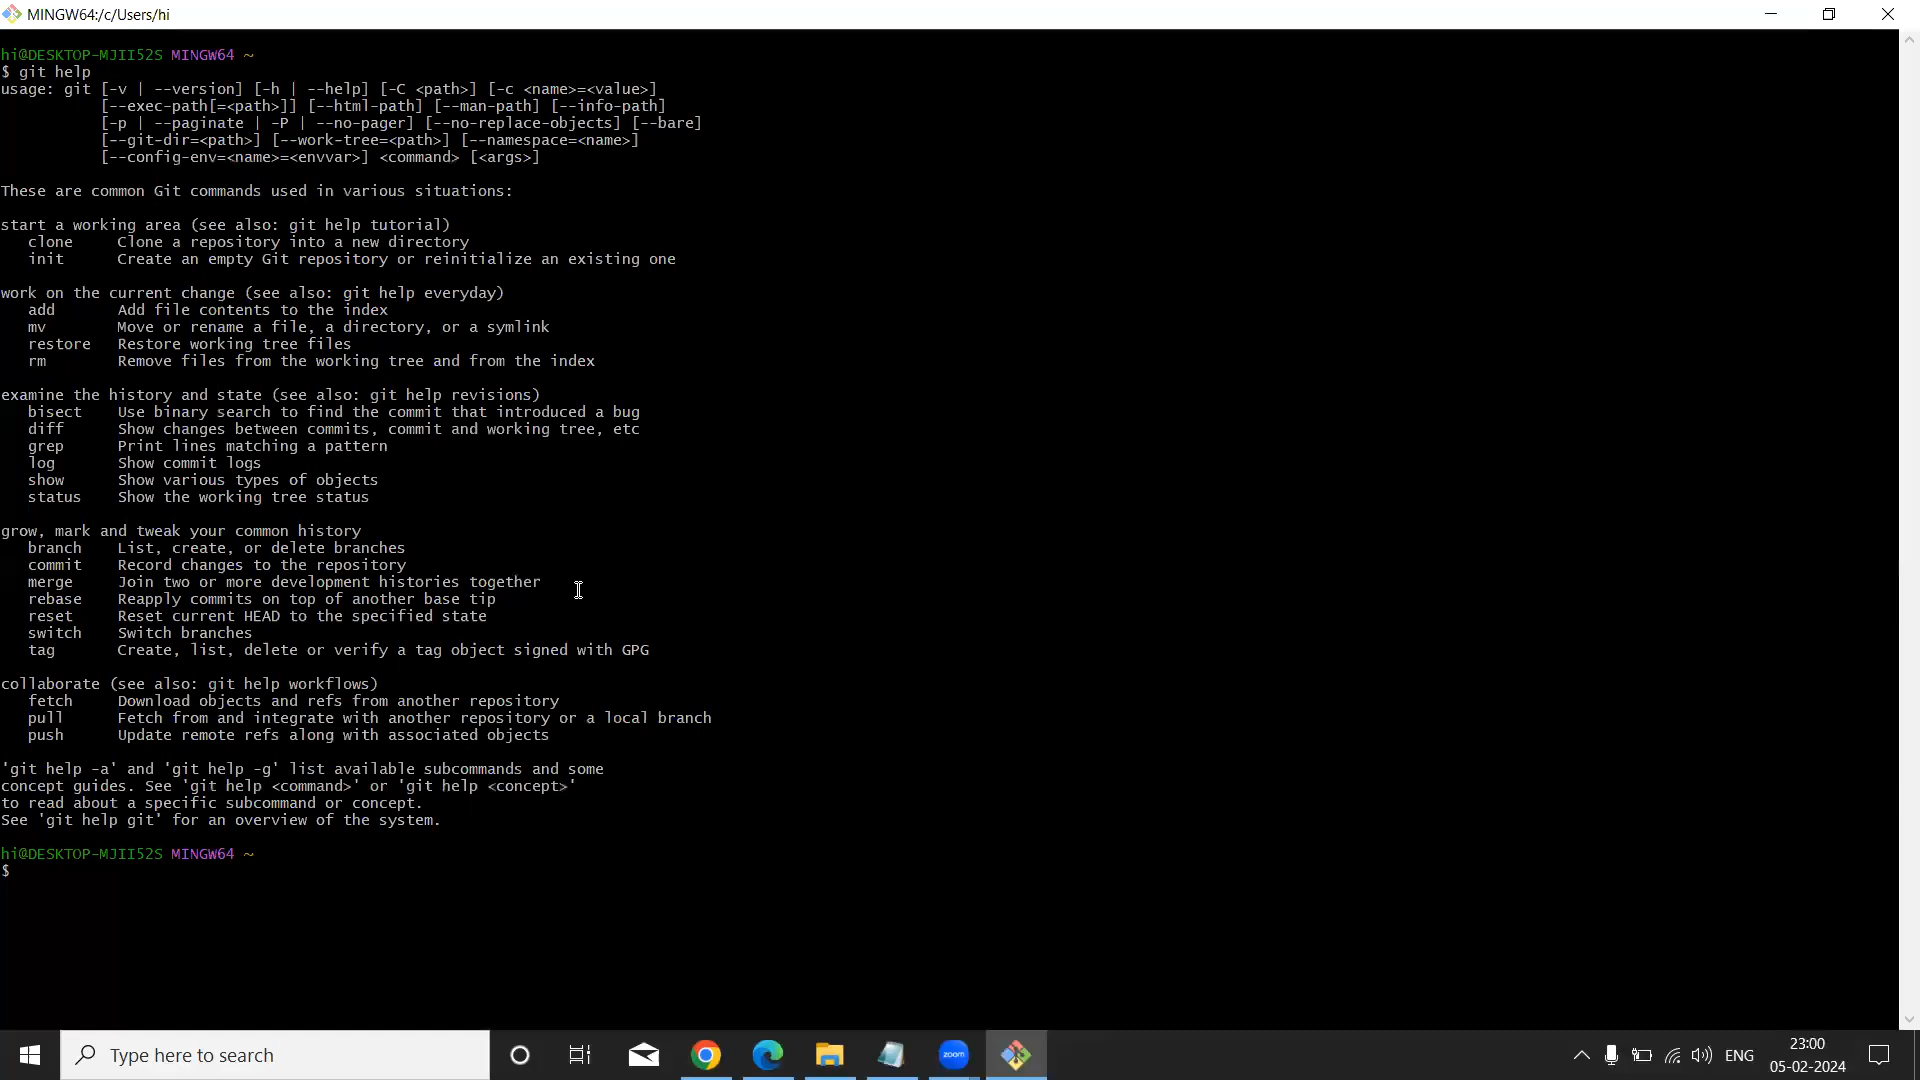 MINGW64:/c/Users/hi
hi@DESKTOP-MJII52S MINGW64 ~
$ git help
usage: git [-v | --version] [-h | --help] [-C <path>] [-c <name>=<value>]
           [--exec-path[=<path>]] [--html-path] [--man-path] [--info-path]
           [-p | --paginate | -P | --no-pager] [--no-replace-objects] [--bare]
           [--git-dir=<path>] [--work-tree=<path>] [--namespace=<name>]
           [--config-env=<name>=<envvar>] <command> [<args>]
These are common Git commands used in various situations:
start a working area (see also: git help tutorial)
   clone     Clone a repository into a new directory
   init      Create an empty Git repository or reinitialize an existing one
work on the current change (see also: git help everyday)
   add       Add file contents to the index
   mv        Move or rename a file, a directory, or a symlink
   restore   Restore working tree files
   rm        Remove files from the working tree and from the index
examine the history and state (see also: git help revisions)
   bisect    Use binary search to find the commit that introduced a bug
   diff      Show changes between commits, commit and working tree, etc
   grep      Print lines matching a pattern
   log       Show commit logs
   show      Show various types of objects
   status    Show the working tree status
grow, mark and tweak your common history
   branch    List, create, or delete branches
   commit    Record changes to the repository
   merge     Join two or more development histories together
   rebase    Reapply commits on top of another base tip
   reset     Reset current HEAD to the specified state
   switch    Switch branches
   tag       Create, list, delete or verify a tag object signed with GPG
collaborate (see also: git help workflows)
   fetch     Download objects and refs from another repository
   pull      Fetch from and integrate with another repository or a local branch
   push      Update remote refs along with associated objects
'git help -a' and 'git help -g' list available subcommands and some
concept guides. See 'git help <command>' or 'git help <concept>'
to read about a specific subcommand or concept.
See 'git help git' for an overview of the system.
hi@DESKTOP-MJII52S MINGW64 ~
$
Type here to search
zoom
ENG
23:00
05-02-2024